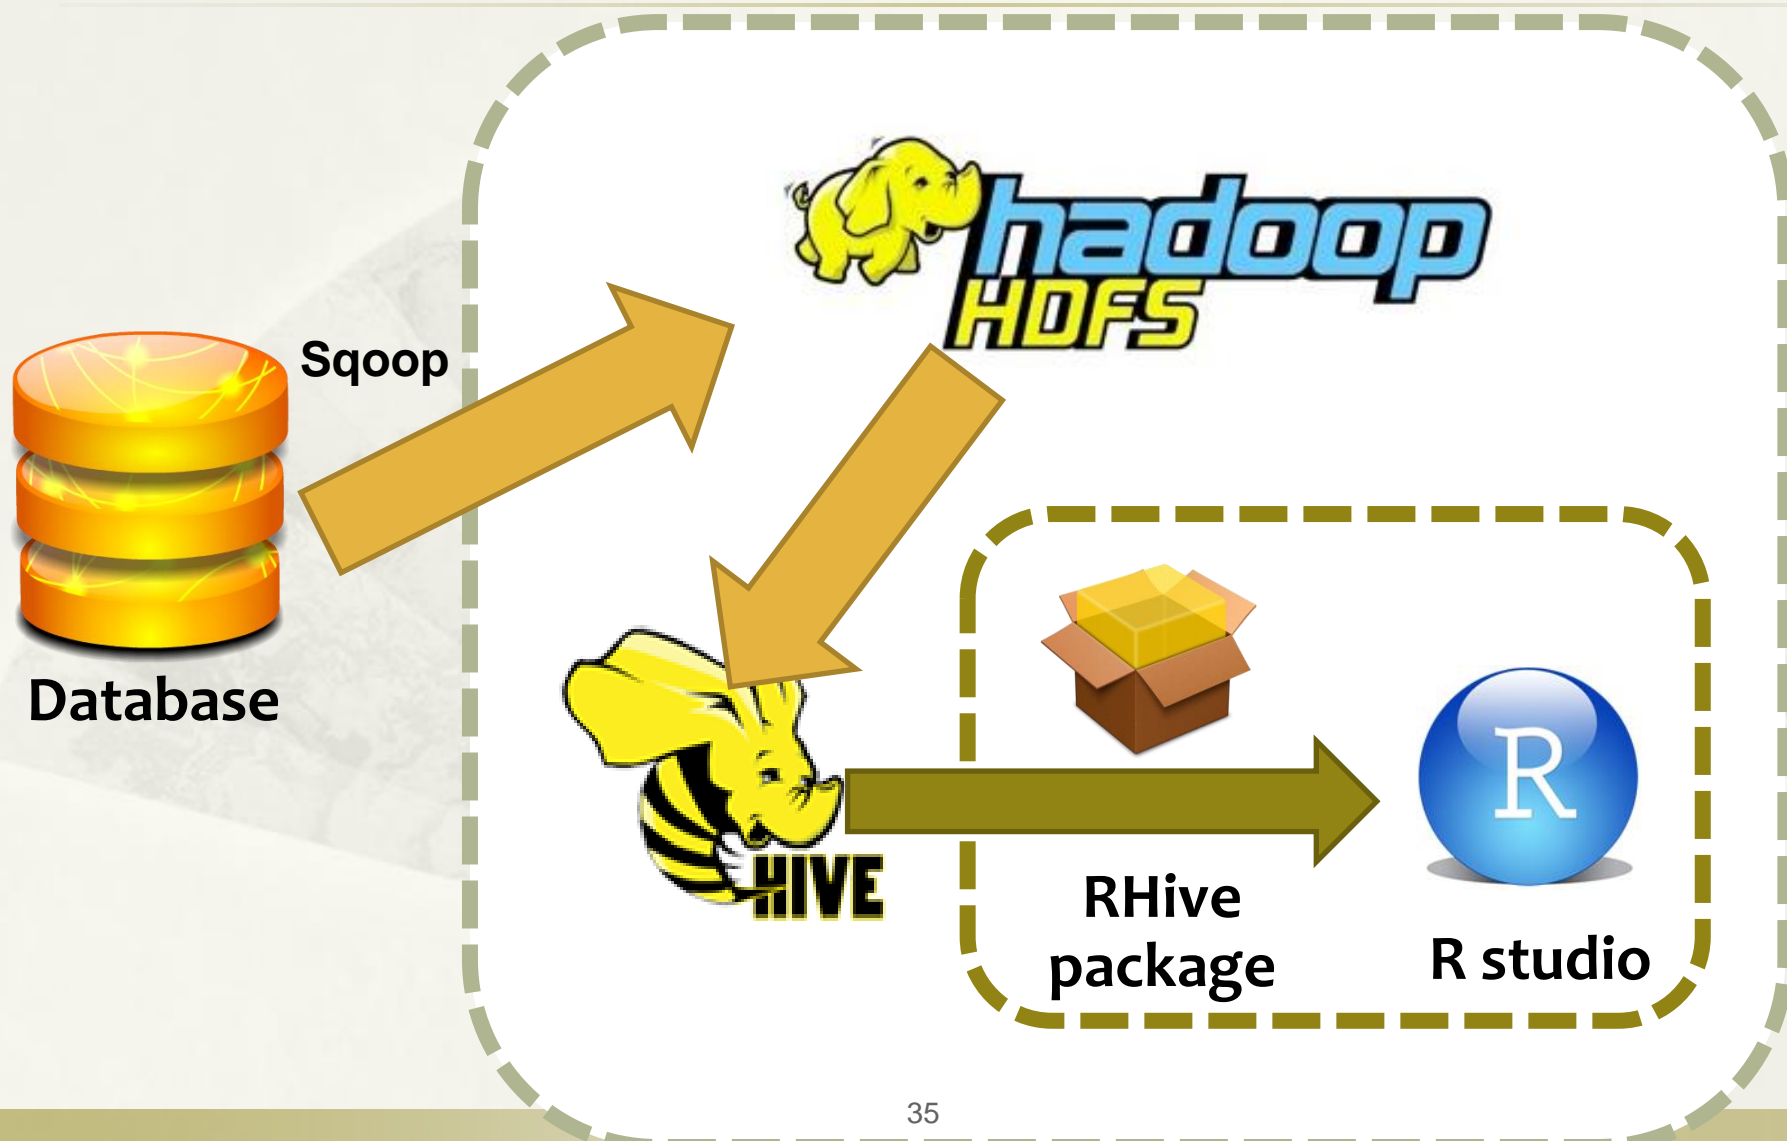 hadoop
HDFS
Sqoop
Database
HIVE
R
RHive
package
R studio
35